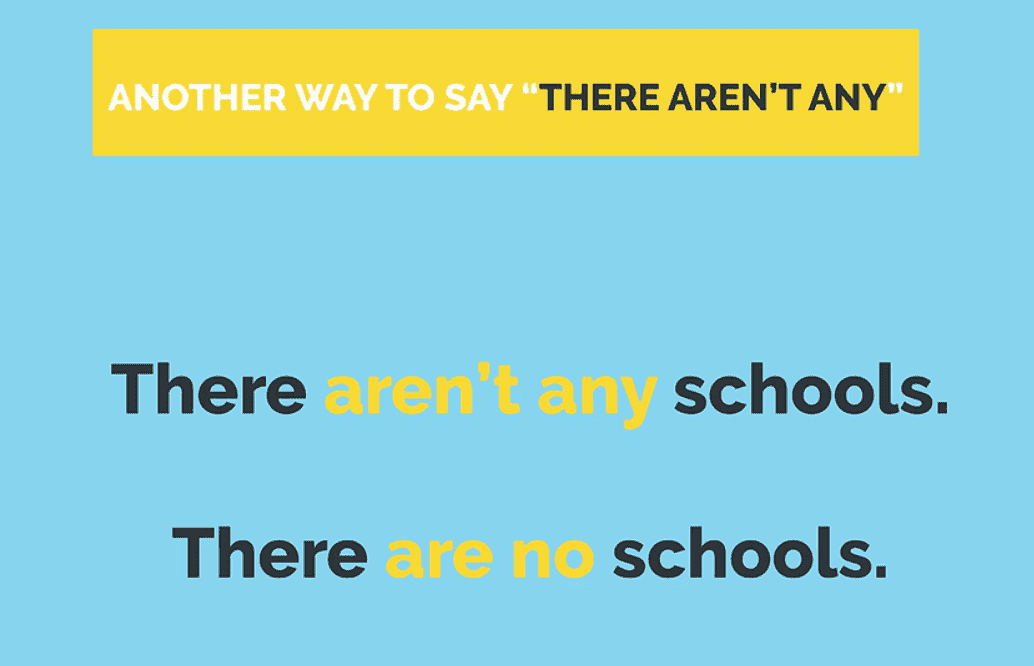 ANOTHER WAY TO SAY “THERE AREN’T ANY”
There aren’t any schools.
There are no schools.